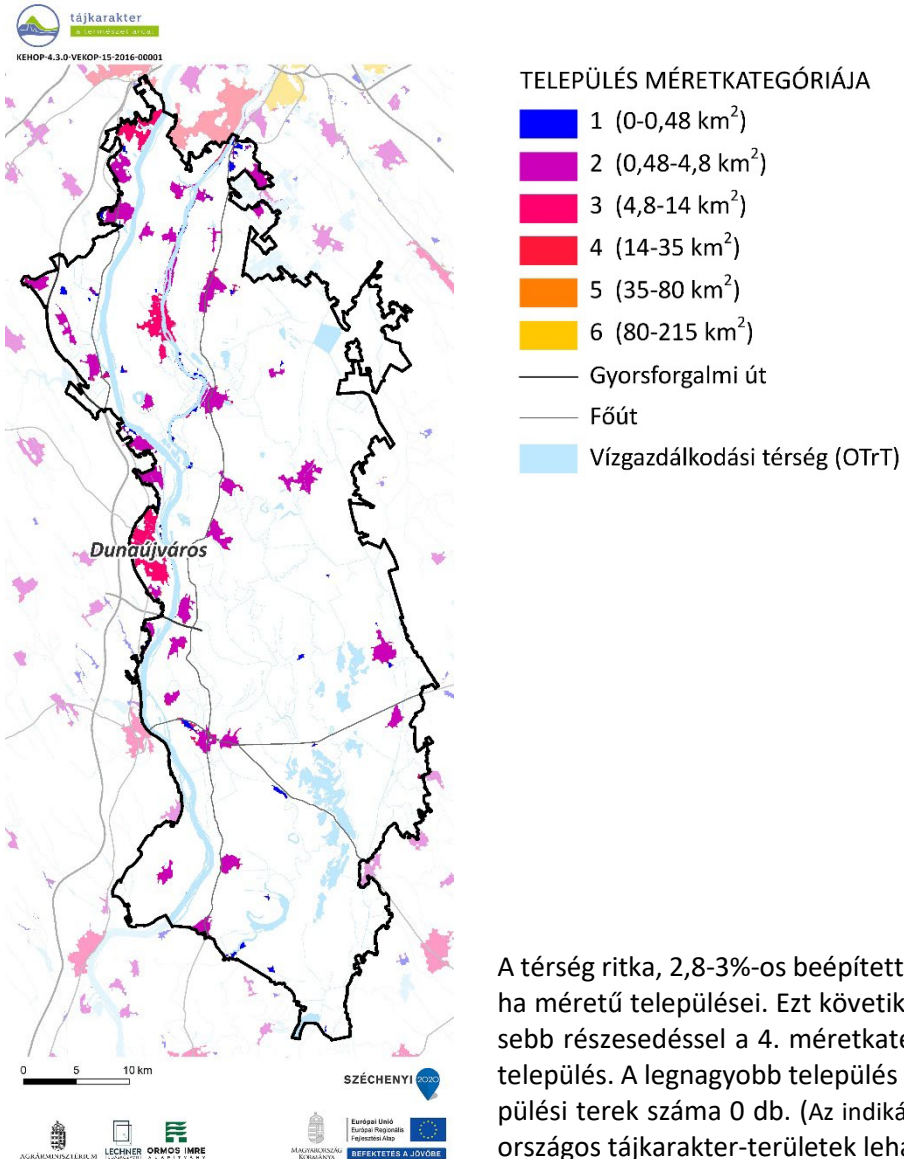 tájkarakter
a természet arcai
KEHOP-4.3.0-VEKOP-15-2016-00001
TELEPÜLÉS MÉRETKATEGÓRIÁJA
1 (0-0,48 km²)
2 (0,48-4,8 km²)
3 (4,8-14 km²)
4 (14-35 km²)
5 (35-80 km²)
6 (80-215 km²)
Gyorsforgalmi út
Főút
Vízgazdálkodási térség (OTrT)
Dunaújváros
A térség ritka, 2,8-3%-os beépített
ha méretű települései. Ezt követik
sebb részesedéssel a 4. méretkate
település. A legnagyobb település
pülési terek száma 0 db. (Az indiká
országos tájkarakter-területek leha
0 5 10 km
SZÉCHENYI 2020
AGRÁRMINISZTÉRIUM
LECHNER
ORMOS IMRE
ALAPÍTVÁNY
MAGYARORSZÁG
KORMÁNYA
Európai Unió
Európai Regionális
Fejlesztési Alap
BEFEKTETÉS A JÖVŐBE